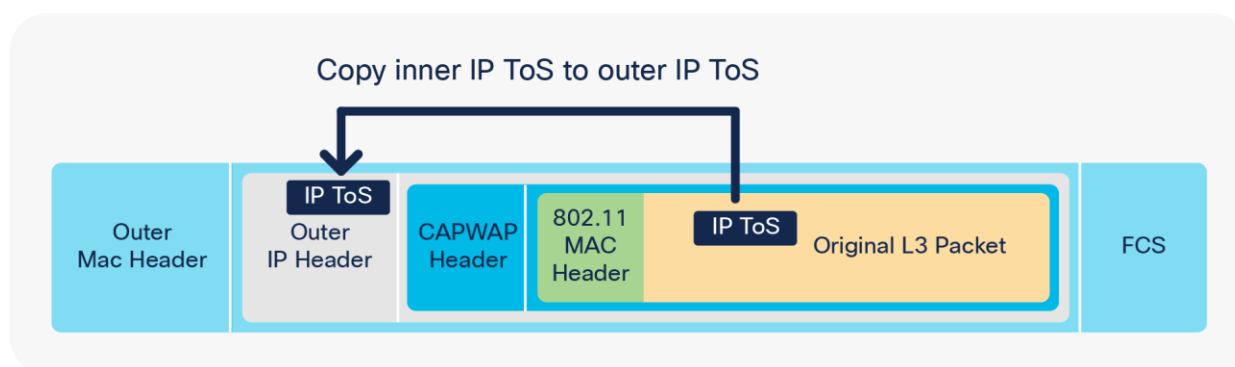 Copy inner IP ToS to outer IP ToS
Outer
Mac Header
IP ToS
Outer
IP Header
CAPWAP
Header
802.11
MAC
Header
IP ToS
Original L3 Packet
FCS